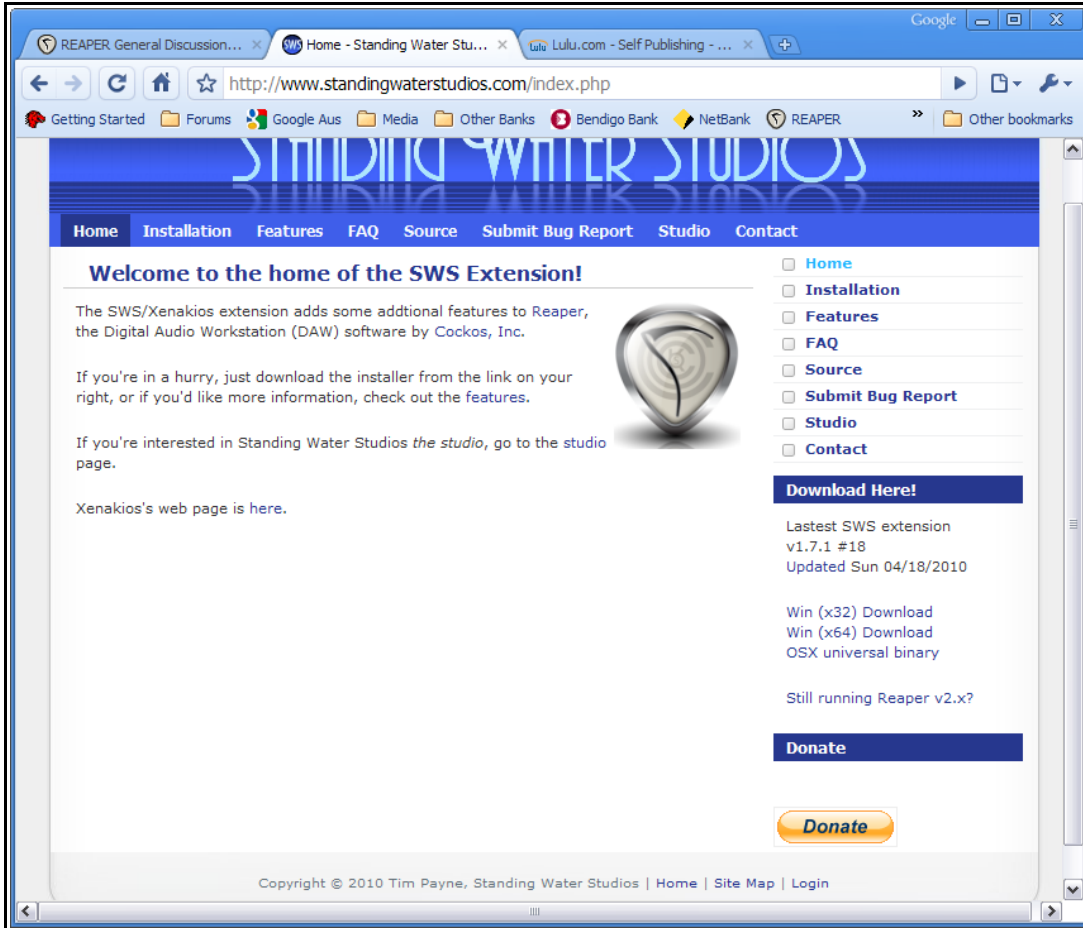 Google
REAPER General Discussion...
SWS Home - Standing Water Stu...
Lulu Lulu.com - Self Publishing - ...
http://www.standingwaterstudios.com/index.php
Getting Started Forums Google Aus Media Other Banks Bendigo Bank NetBank REAPER » Other bookmarks
STANDING WATER STUDIOS
Home Installation Features FAQ Source Submit Bug Report Studio Contact
Welcome to the home of the SWS Extension!
The SWS/Xenakios extension adds some addtional features to Reaper,
the Digital Audio Workstation (DAW) software by Cockos, Inc.
If you're in a hurry, just download the installer from the link on your
right, or if you'd like more information, check out the features.
If you're interested in Standing Water Studios the studio, go to the studio
page.
Xenakios's web page is here.
Home
Installation
Features
FAQ
Source
Submit Bug Report
Studio
Contact
Download Here!
Lastest SWS extension
v1.7.1 #18
Updated Sun 04/18/2010
Win (x32) Download
Win (x64) Download
OSX universal binary
Still running Reaper v2.x?
Donate
Donate
Copyright © 2010 Tim Payne, Standing Water Studios | Home | Site Map | Login